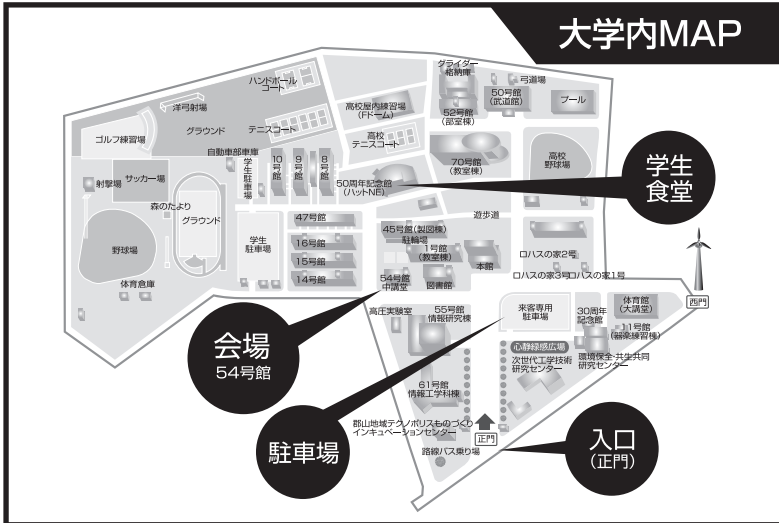 大学内MAP
ハンドボール
コート
洋弓射場
グラウンド
テニスコート
ゴルフ練習場
高校屋内練習場
(Fドーム)
高校
テニスコート
グライダー
格納庫
弓道場
50号館
(武道館)
プール
52号館
(部室棟)
70号館
(教室棟)
高校
野球場
学生
食堂
自動車部車庫
学生駐車場
10号館
9号館
8号館
50周年記念館
(ハットNE)
射撃場
サッカー場
森のたより
グラウンド
野球場
体育倉庫
学生
駐車場
47号館
16号館
15号館
14号館
遊歩道
45号館(製図棟)
駐輪場
1号館
(教室棟)
本館
54号館
中講堂
図書館
ロハスの家2号
ロハスの家3号
ロハスの家1号
西門
高圧実験室
55号館
情報研究棟
来客専用
駐車場
30周年
記念館
体育館
(大講堂)
11号館
(器楽練習棟)
心静緑感広場
次世代工学技術
研究センター
環境保全・共生共同
研究センター
61号館
情報工学科棟
郡山地域テクノポリスものづくり
インキュベーションセンター
正門
路線バス乗り場
会場
54号館
駐車場
入口
(正門)